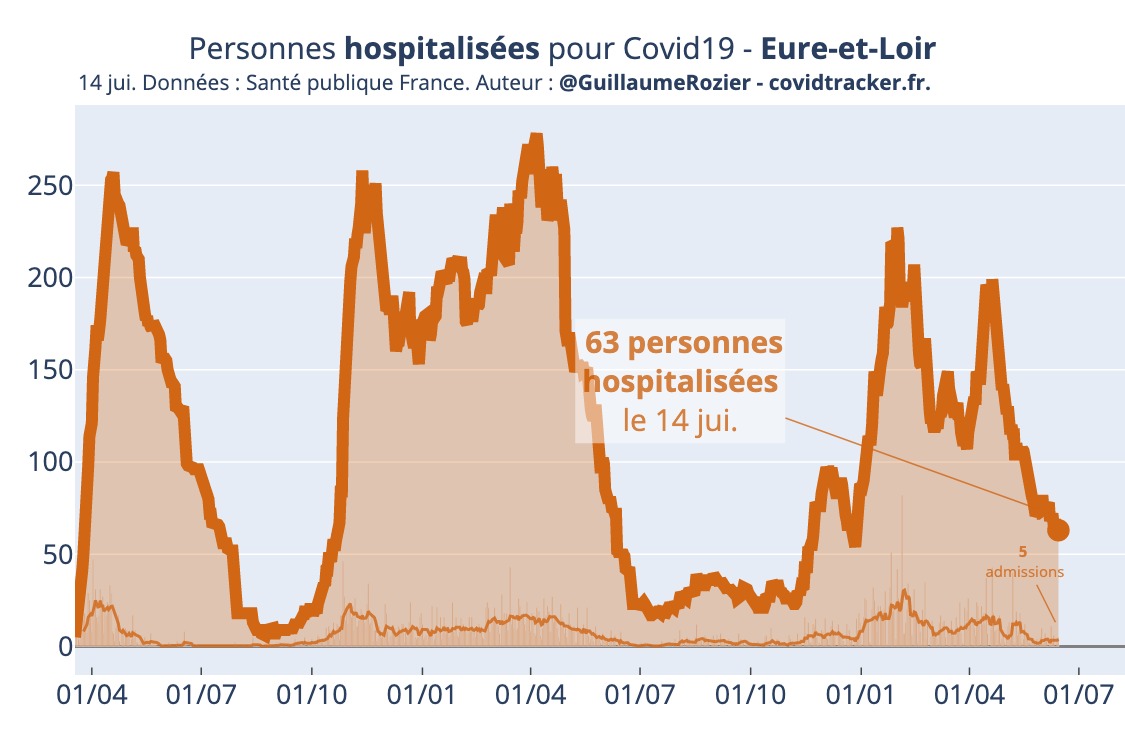 Personnes hospitalisées pour Covid19 - Eure-et-Loir
14 jui. Données : Santé publique France. Auteur : @GuillaumeRozier - covidtracker.fr.
250
200
150
100
50
0
63 personnes
hospitalisées
le 14 jui.
5
admissions
01/04 01/07 01/10 01/01 01/04 01/07 01/10 01/01 01/04 01/07